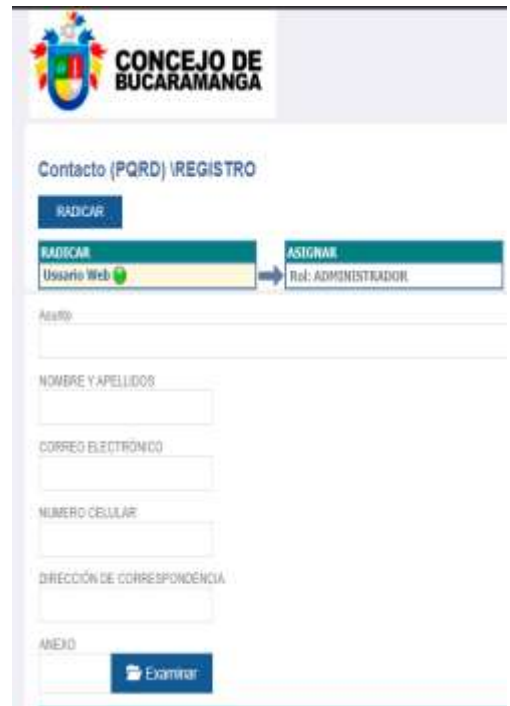 CONCEJO DE
BUCARAMANGA
Contacto (PQRD) \REGISTRO
RADICAR
RADICAR
Usuario Web
ASIGNAR
Rol: ADMINISTRADOR
Asunto
NOMBRE Y APELLIDOS
CORREO ELECTRÓNICO
NUMERO CELULAR
DIRECCIÓN DE CORRESPONDENCIA
ANEXO
Examinar